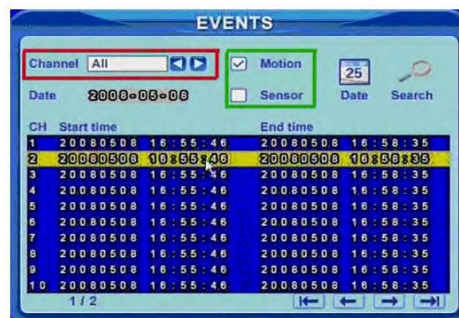 EVENTS
Channel All
Motion
25
Date 2008-05-08
Sensor
Date Search
CH Start time End time
1 20080508 16:55:46 20080508 16:58:35
2 20080508 16:55:46 20080508 16:58:35
3 20080508 16:55:46 20080508 16:58:35
4 20080508 16:55:46 20080508 16:58:35
5 20080508 16:55:46 20080508 16:58:35
6 20080508 16:55:46 20080508 16:58:35
7 20080508 16:55:46 20080508 16:58:35
8 20080508 16:55:46 20080508 16:58:35
9 20080508 16:55:46 20080508 16:58:35
10 20080508 16:55:46 20080508 16:58:35
1/2